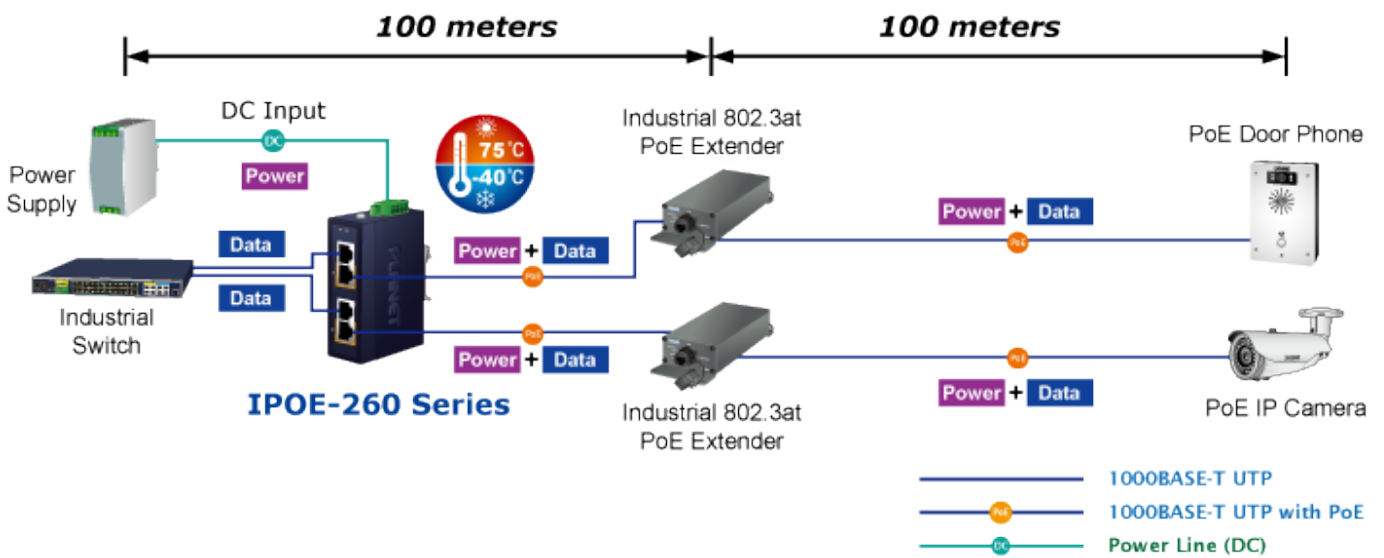 100 meters
100 meters
DC Input
DC
Power
Power
Supply
75°C
-40°C
Industrial 802.3at
PoE Extender
PoE Door Phone
Data
Data
Industrial
Switch
PLANET
IPOE-260 Series
Power + Data
PoE
PoE
Power + Data
Power + Data
PoE
PoE
Power + Data
Industrial 802.3at
PoE Extender
PoE IP Camera
1000BASE-T UTP
PoE
1000BASE-T UTP with PoE
DC
Power Line (DC)